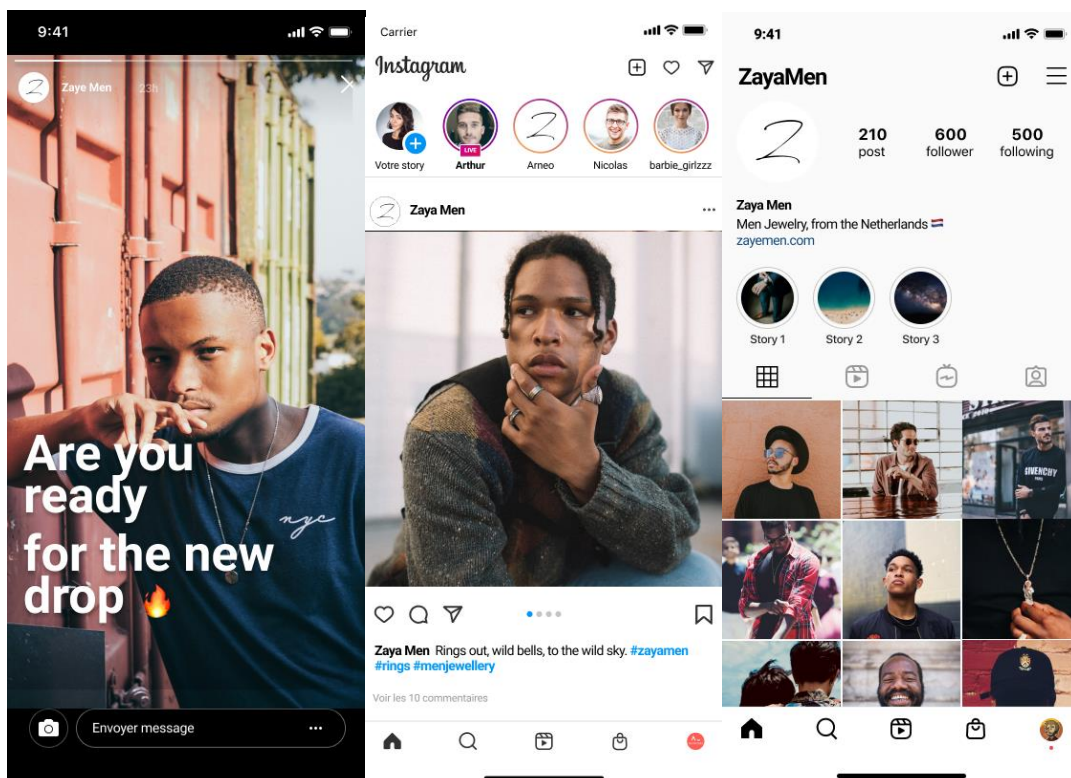 9:41
Zaye Men 23h
Are you
ready
for the new
drop 🔥
Envoyer message
Carrier
Instagram
Votre story
LIVE
Arthur
Arneo
Nicolas
barbie_girlzzz
Zaya Men
Zaya Men Rings out, wild bells, to the wild sky. #zayamen
#rings #menjewellery
Voir les 10 commentaires
9:41
ZayaMen
Z
210
post
600
follower
500
following
Zaya Men
Men Jewelry, from the Netherlands 🇳🇱
zayemen.com
Story 1
Story 2
Story 3
GIVENCHY
nyc